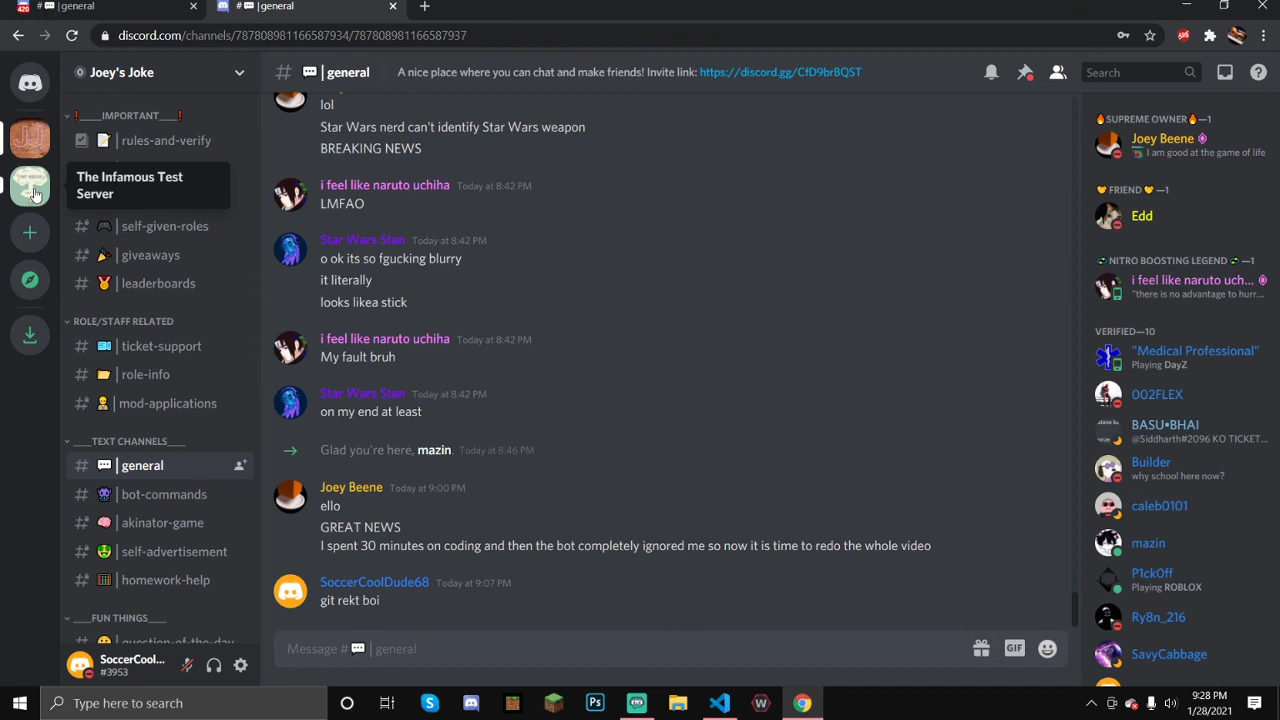 # 💬 | general
# 💬 | general
discord.com/channels/787808981166587934/787808981166587937
Joey's Joke
# 💬 | general
A nice place where you can chat and make friends! Invite link: https://discord.gg/CfD9brBQST
Search
❗____IMPORTANT____❗
📝 | rules-and-verify
The Infamous Test
Server
# 🎮 | self-given-roles
# 🎉 | giveaways
# 🏅 | leaderboards
ROLE/STAFF RELATED
# 🎫 | ticket-support
# 📂 | role-info
# | mod-applications
____TEXT CHANNELS____
# 💬 | general
# 👾 | bot-commands
# 🧠 | akinator-game
# 🤑 | self-advertisement
# 🧮 | homework-help
____FUN THINGS____
| question-of-the-day
SoccerCool...
#3953
lol
Star Wars nerd can't identify Star Wars weapon
BREAKING NEWS
i feel like naruto uchiha Today at 8:42 PM
LMFAO
Star Wars Stan Today at 8:42 PM
o ok its so fgucking blurry
it literally
looks likea stick
i feel like naruto uchiha Today at 8:42 PM
My fault bruh
Star Wars Stan Today at 8:42 PM
on my end at least
Glad you're here, mazin. Today at 8:46 PM
Joey Beene Today at 9:00 PM
ello
GREAT NEWS
I spent 30 minutes on coding and then the bot completely ignored me so now it is time to redo the whole video
SoccerCoolDude68 Today at 9:07 PM
git rekt boi
Message # 💬 | general
GIF
🔥SUPREME OWNER🔥—1
Joey Beene
I am good at the game of life
FRIEND —1
Edd
NITRO BOOSTING LEGEND —1
i feel like naruto uch...
"there is no advantage to hurr...
VERIFIED—10
"Medical Professional"
Playing DayZ
002FLEX
BASU•BHAI
@Siddharth#2096 KO TICKET...
Builder
why school here now?
caleb0101
mazin
P1ck0ff
Playing ROBLOX
Ry8n_216
SavyCabbage
Type here to search
Ps
9:28 PM
1/28/2021